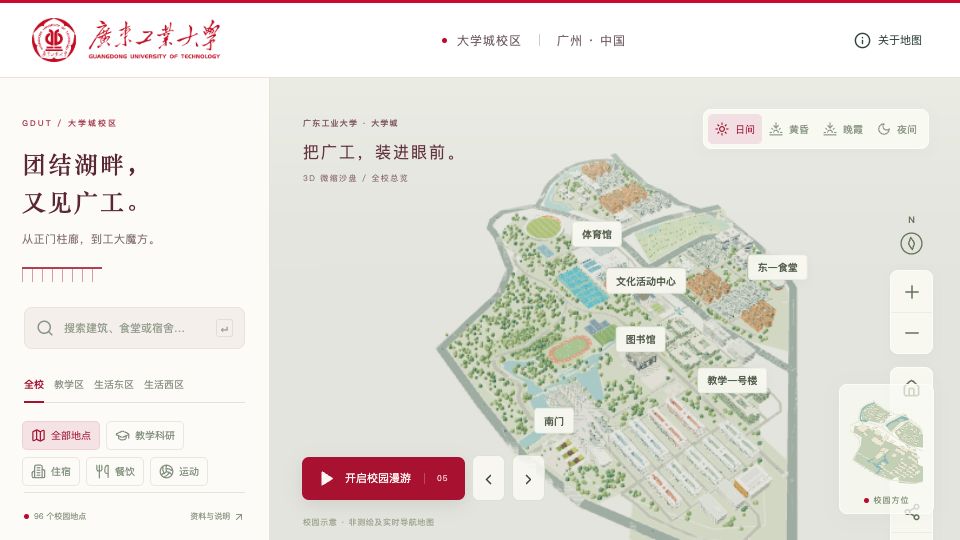 廣東工業大學
GUANGDONG UNIVERSITY OF TECHNOLOGY
大学城校区
广州 · 中国
关于地图
GDUT / 大学城校区
团结湖畔，
又见广工。
从正门柱廊，到工大魔方。
搜索建筑、食堂或宿舍...
全校 教学区 生活东区 生活西区
全部地点 教学科研
住宿 餐饮 运动
96 个校园地点
资料与说明
广东工业大学 · 大学城
把广工，装进眼前。
3D 微缩沙盘 / 全校总览
日间 黄昏 晚霞 夜间
N
体育馆
东一食堂
文化活动中心
图书馆
教学一号楼
南门
开启校园漫游 05
校园示意 · 非测绘及实时导航地图
校园方位